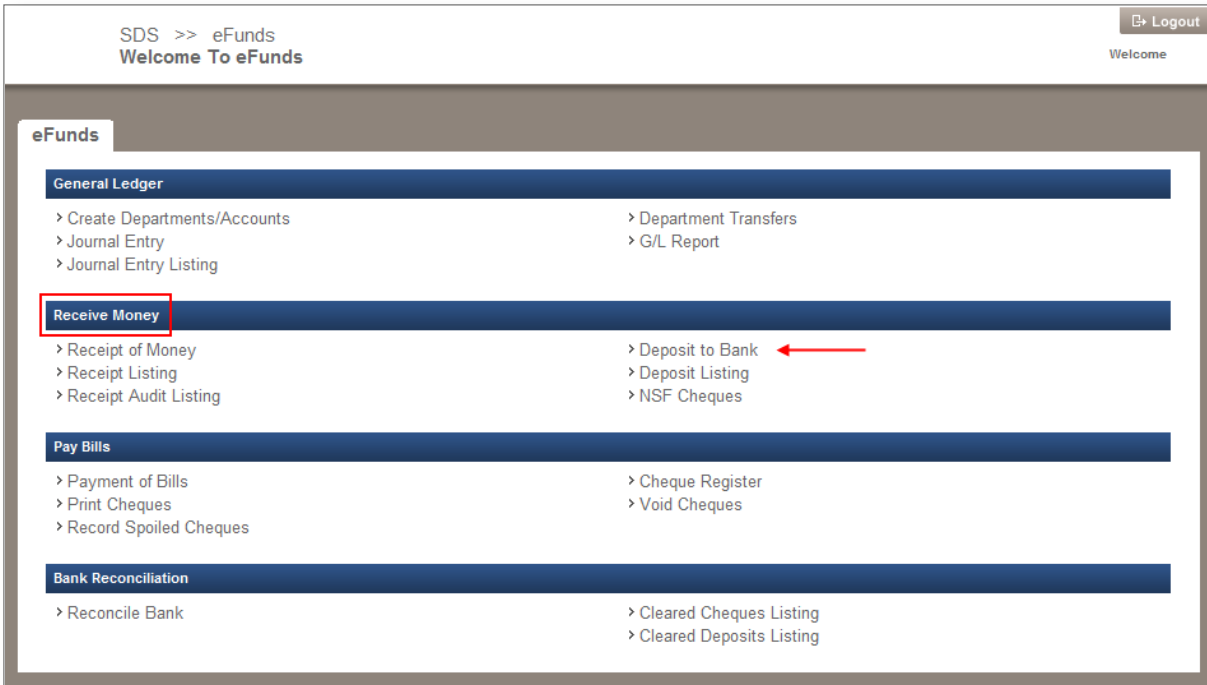 Logout
SDS >> eFunds
Welcome To eFunds
Welcome
eFunds
General Ledger
> Create Departments/Accounts
> Journal Entry
> Journal Entry Listing
> Department Transfers
> G/L Report
Receive Money
> Receipt of Money
> Receipt Listing
> Receipt Audit Listing
> Deposit to Bank
> Deposit Listing
> NSF Cheques
Pay Bills
> Payment of Bills
> Print Cheques
> Record Spoiled Cheques
> Cheque Register
> Void Cheques
Bank Reconciliation
> Reconcile Bank
> Cleared Cheques Listing
> Cleared Deposits Listing